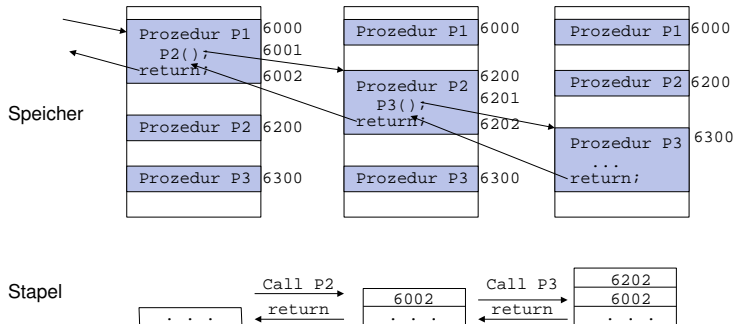 Speicher
Prozedur P1 6000
P2(); 6001
return; 6002
Prozedur P2 6200
Prozedur P3 6300
Prozedur P1 6000
Prozedur P2 6200
P3(); 6201
return; 6202
Prozedur P3 6300
Prozedur P1 6000
Prozedur P2 6200
Prozedur P3 6300
...
return;
Stapel
. . .
Call P2
return
6002
. . .
Call P3
return
6202
6002
. . .